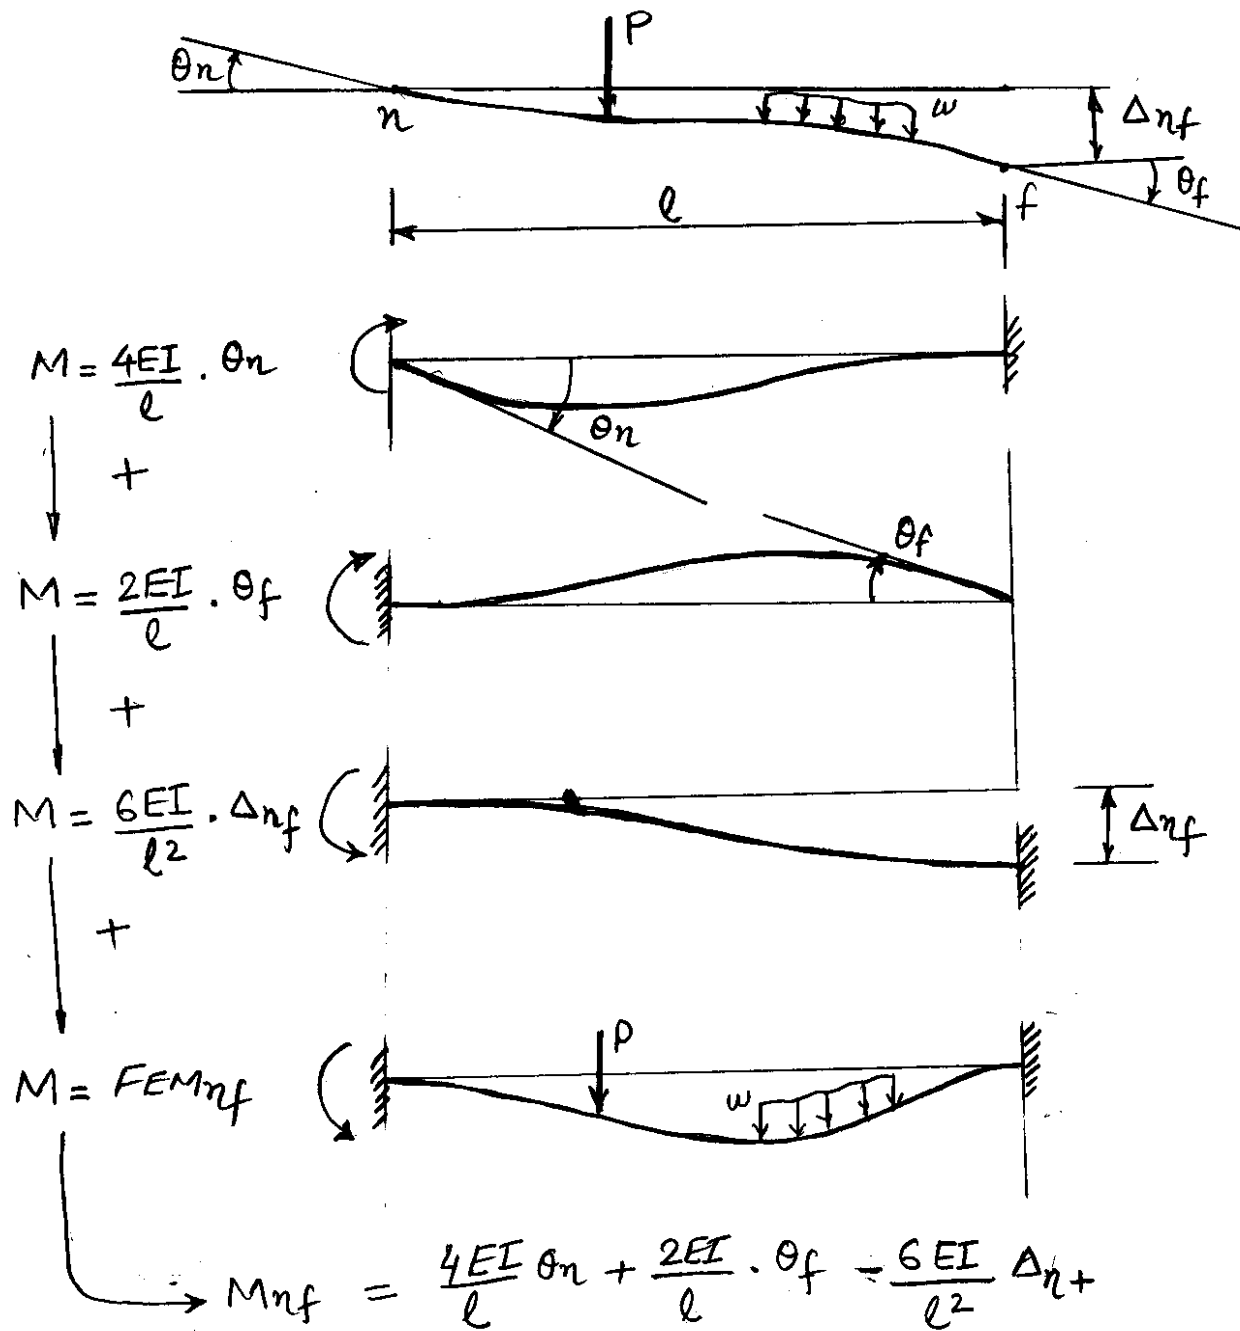 P
θn
n
w
Δnf
θf
l
f
M = 4EI/l . θn
θn
+
θf
M = 2EI/l . θf
+
M = 6EI/l² . Δnf
Δnf
+
P
M = FEMnf
w
Mnf = 4EI/l θn + 2EI/l . θf - 6EI/l² Δn+